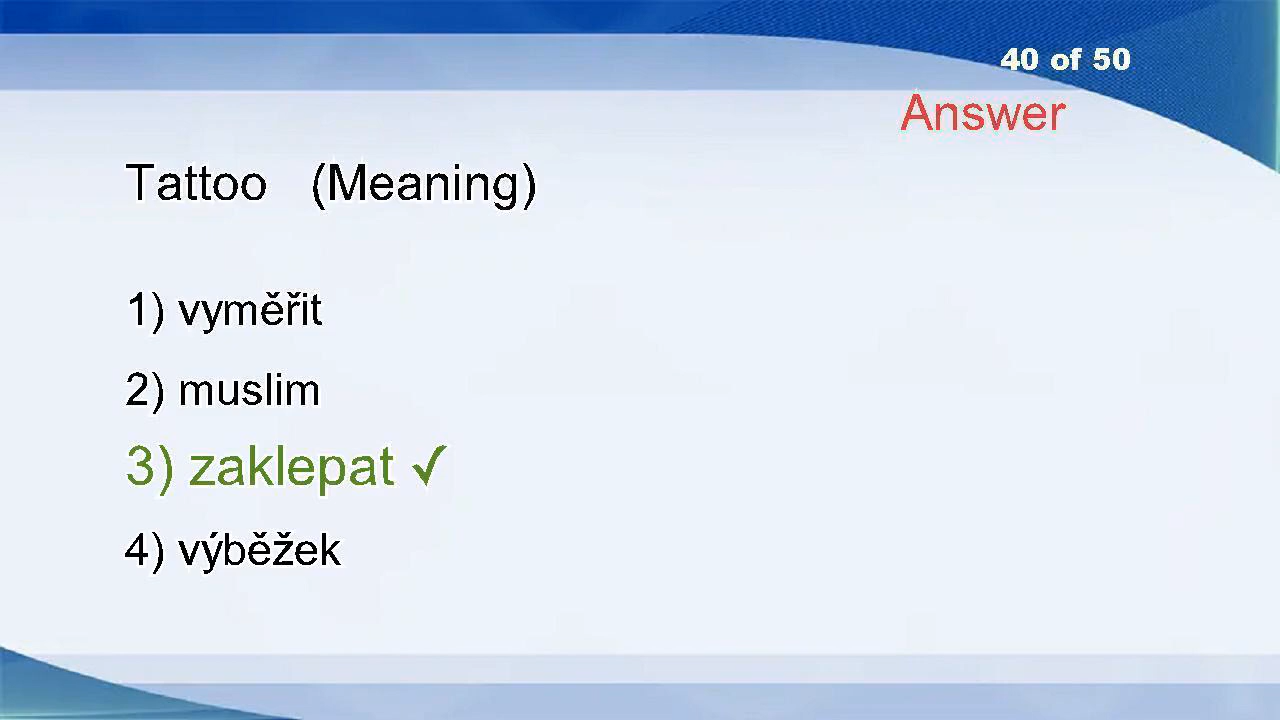 40 of 50
Answer
Tattoo (Meaning)
1) vyměřit
2) muslim
3) zaklepat ✓
4) výběžek